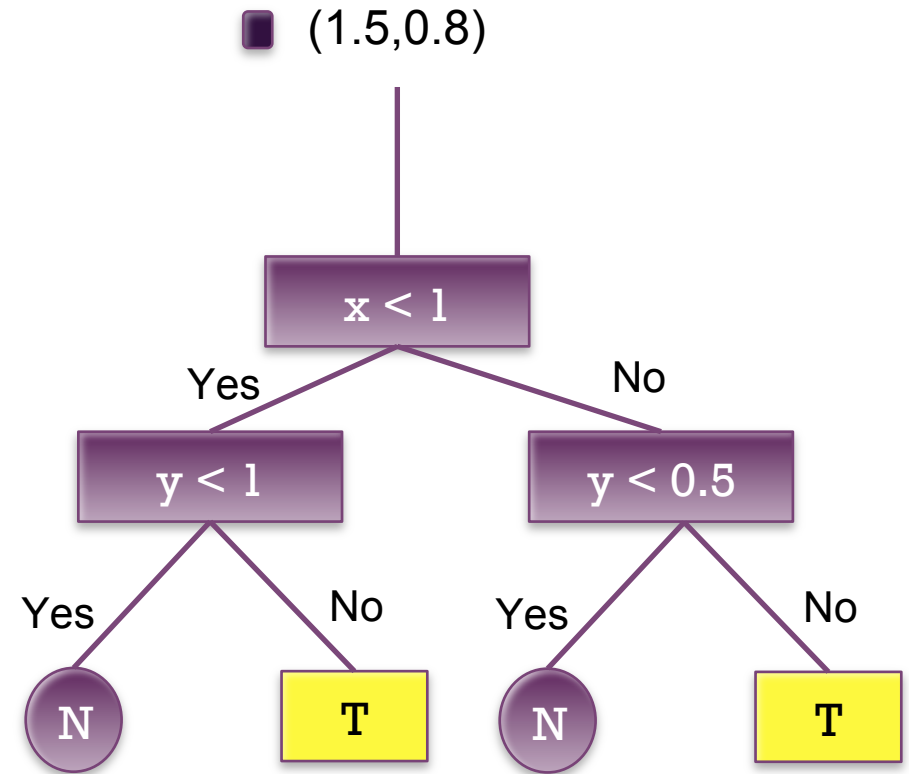 (1.5,0.8)
x < 1
Yes
No
y < 1
y < 0.5
Yes
No
Yes
No
N
T
N
T